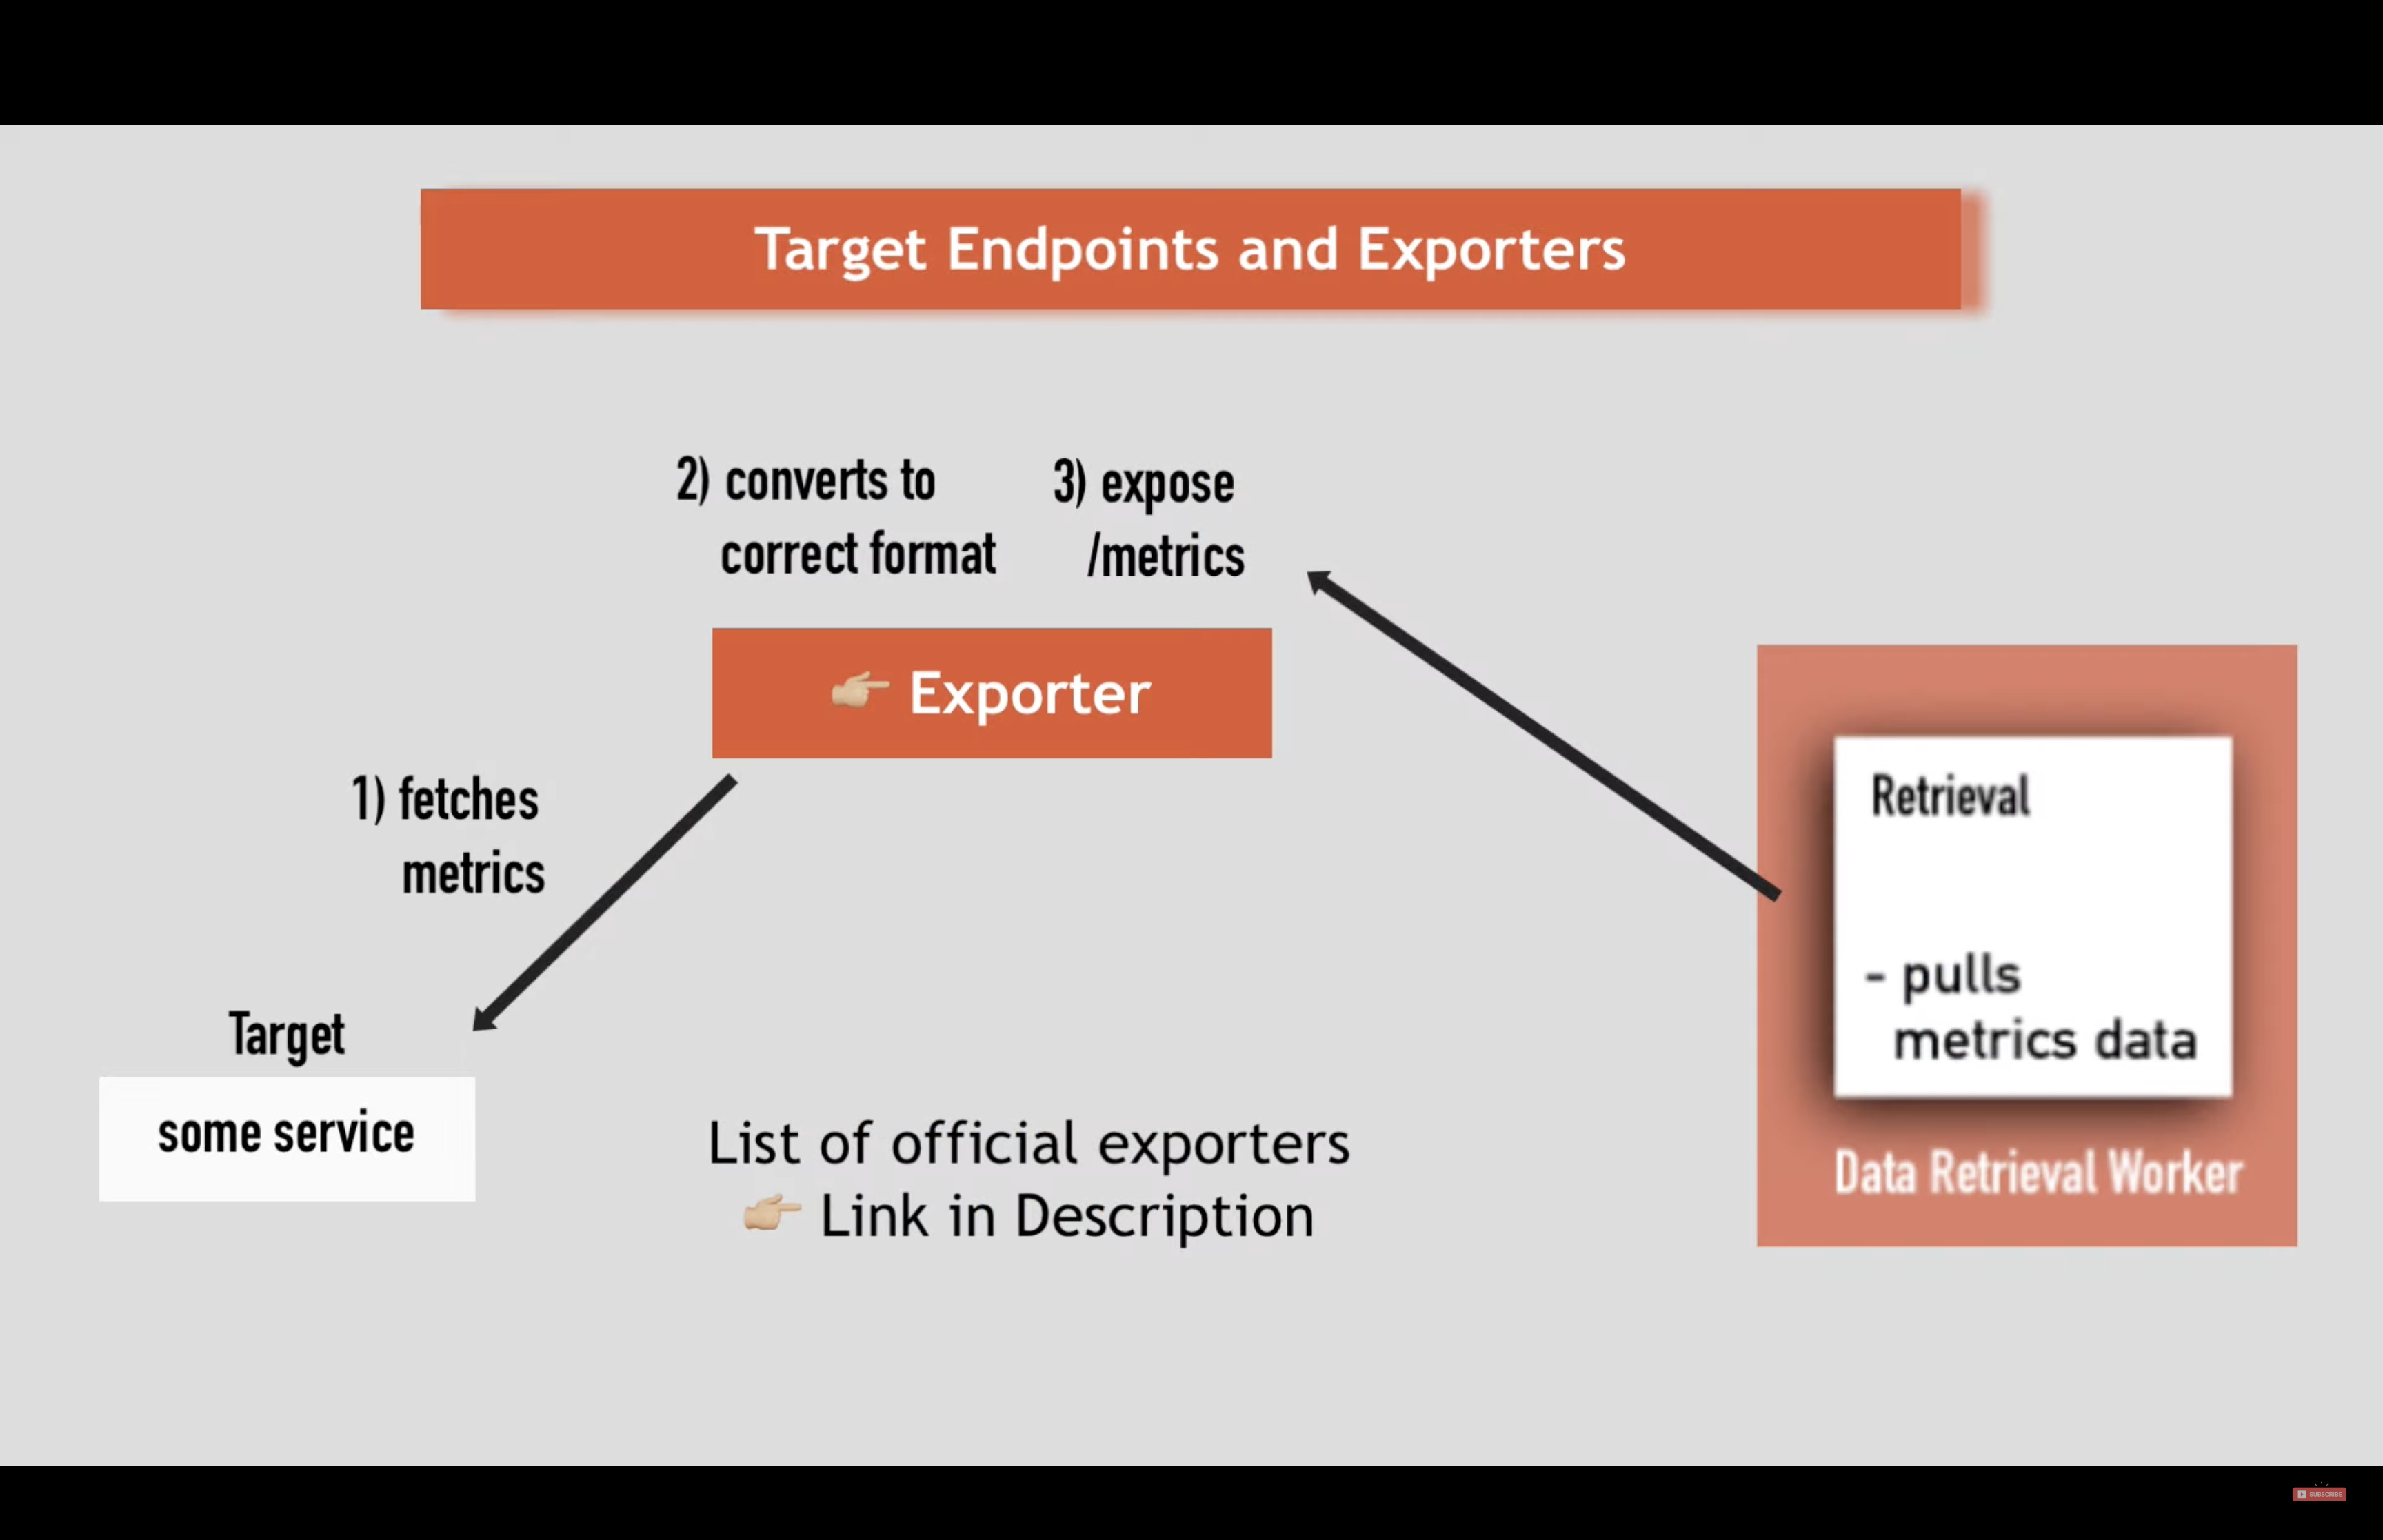 Target Endpoints and Exporters
2) converts to
correct format
3) expose
/metrics
👉🏼 Exporter
1) fetches
metrics
Target
some service
List of official exporters
👉🏼 Link in Description
Retrieval
- pulls
metrics data
Data Retrieval Worker
SUBSCRIBE